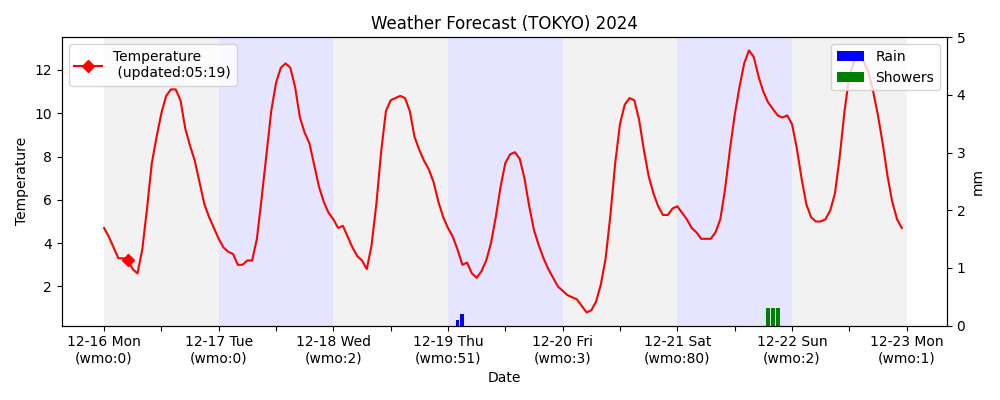 Weather Forecast (TOKYO) 2024
Temperature
(updated:05:19)
Rain
Showers
Temperature
12
10
8
6
4
2
5
4
3
2
1
0
mm
12-16 Mon
(wmo:0)
12-17 Tue
(wmo:0)
12-18 Wed
(wmo:2)
12-19 Thu
(wmo:51)
12-20 Fri
(wmo:3)
12-21 Sat
(wmo:80)
12-22 Sun
(wmo:2)
12-23 Mon
(wmo:1)
Date